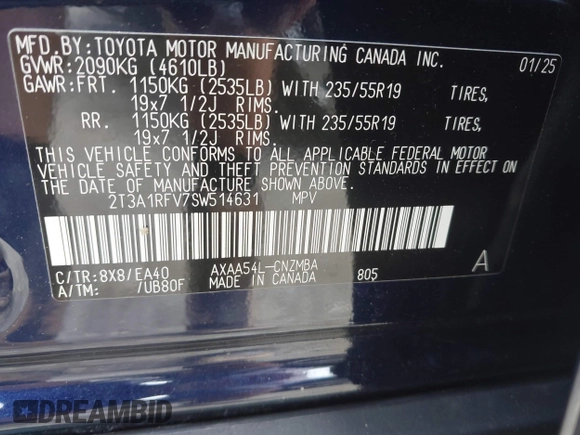 MFD.BY:TOYOTA MOTOR MANUFACTURING CANADA INC.
GVWR:2090KG (4610LB) 01/25
GAWR:FRT. 1150KG (2535LB) WITH 235/55R19 TIRES,
19x7 1/2J RIMS.
RR. 1150KG (2535LB) WITH 235/55R19 TIRES,
19x7 1/2J RIMS.
THIS VEHICLE CONFORMS TO ALL APPLICABLE FEDERAL MOTOR
VEHICLE SAFETY AND THEFT PREVENTION STANDARDS IN EFFECT ON
THE DATE OF MANUFACTURE SHOWN ABOVE.
2T3A1RFV7SW514631 MPV
A
C/TR:8X8/EA40 AXAA54L-CNZMBA 805
A/TM: /UB80F MADE IN CANADA
DREAMBID